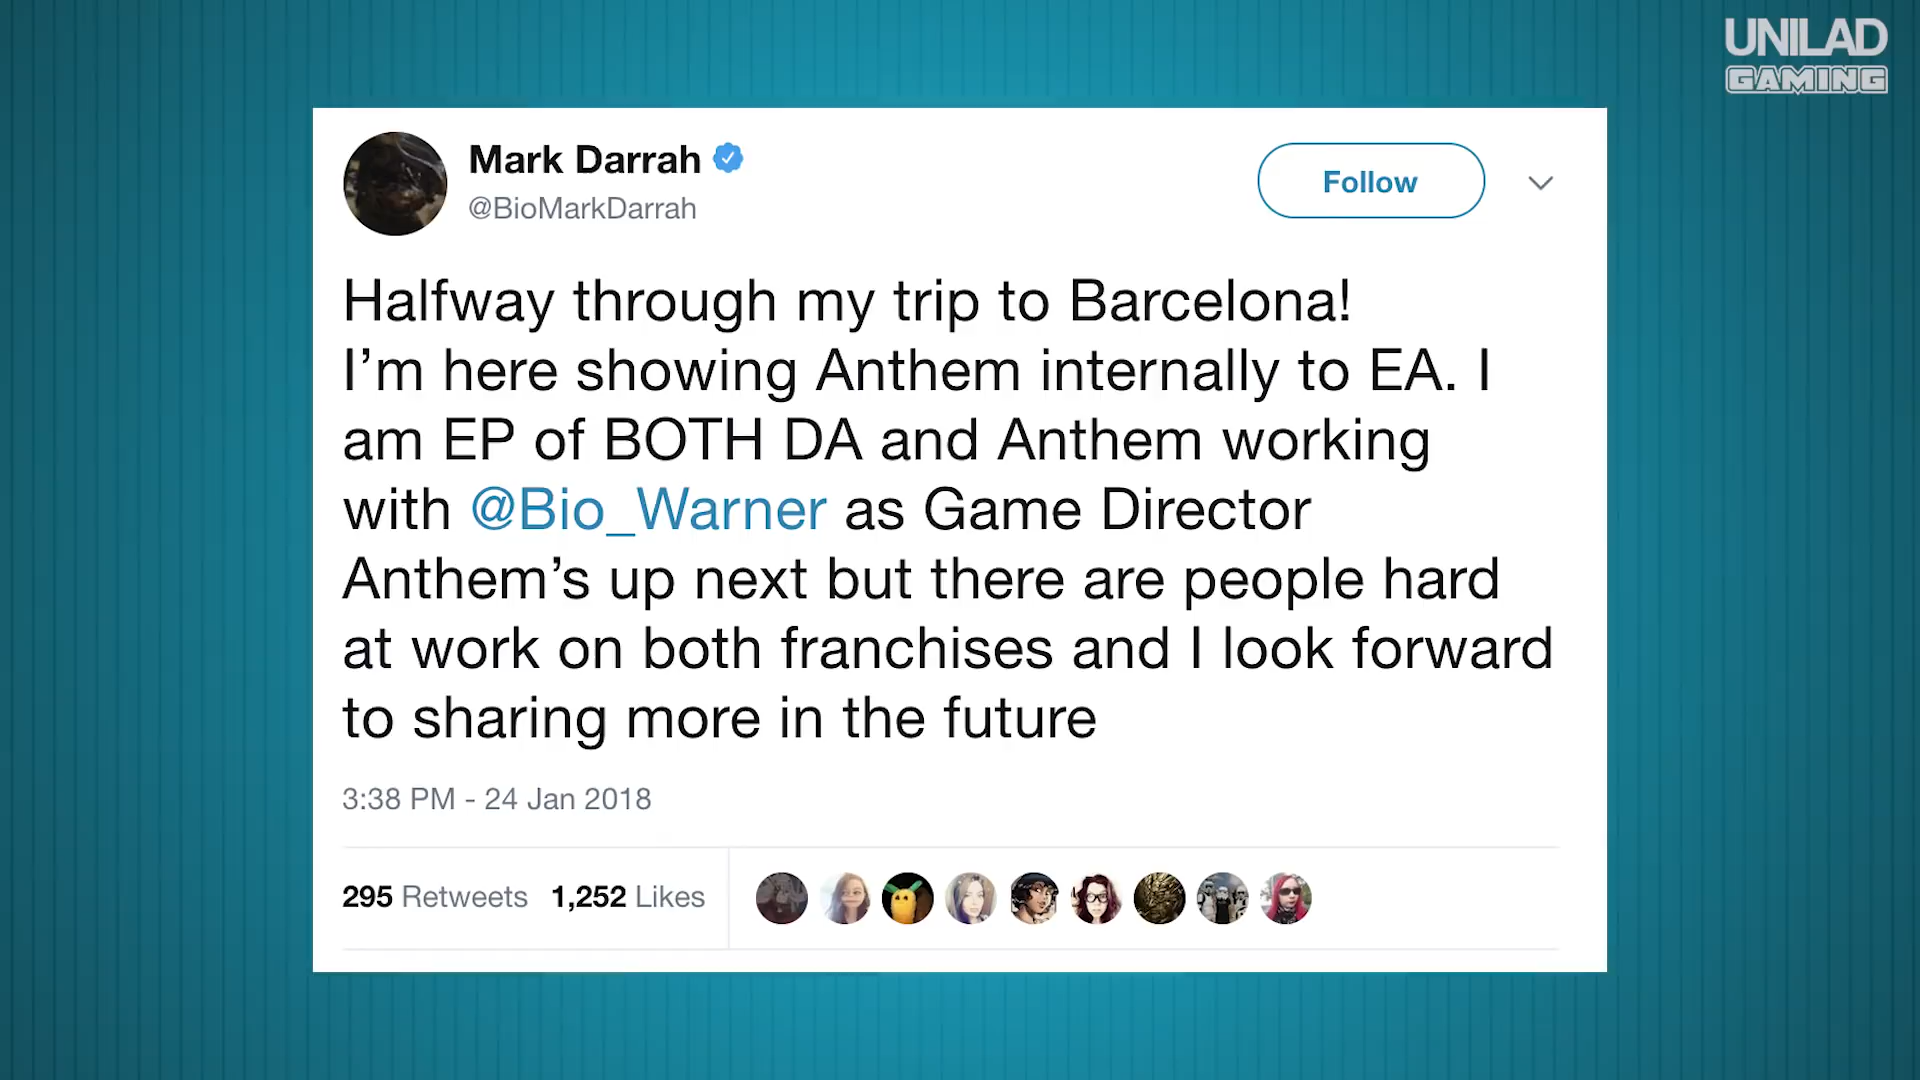 UNILAD
GAMING
Mark Darrah
@BioMarkDarrah
Follow
Halfway through my trip to Barcelona!
I’m here showing Anthem internally to EA. I
am EP of BOTH DA and Anthem working
with @Bio_Warner as Game Director
Anthem’s up next but there are people hard
at work on both franchises and I look forward
to sharing more in the future
3:38 PM - 24 Jan 2018
295 Retweets 1,252 Likes